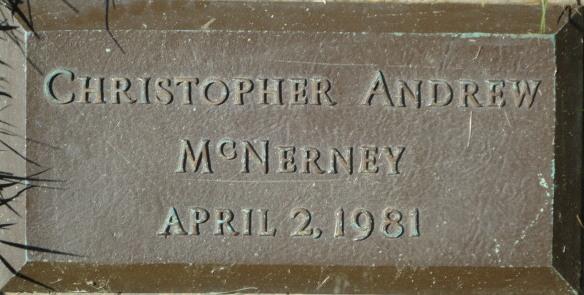 CHRISTOPHER ANDREW
McNERNEY
APRIL 2, 1981